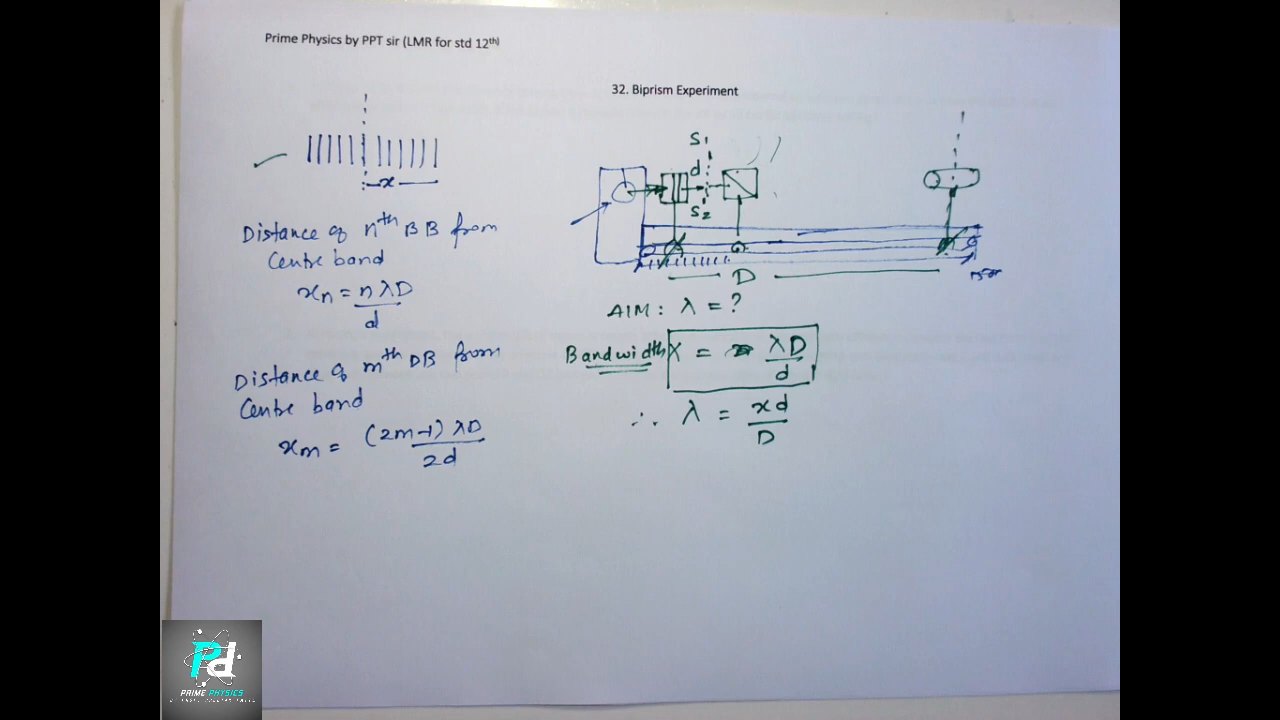 Prime Physics by PPT sir (LMR for std 12th)
32. Biprism Experiment
x
Distance of nth BB from
Centre band
xn = nλD
d
Distance of mth DB from
Centre band
xm = (2m-1) λD
2d
S1
d
S2
D
AIM: λ = ?
Bandwidth X = λD
d
∴ λ = xd
D
Pd
PRIME PHYSICS